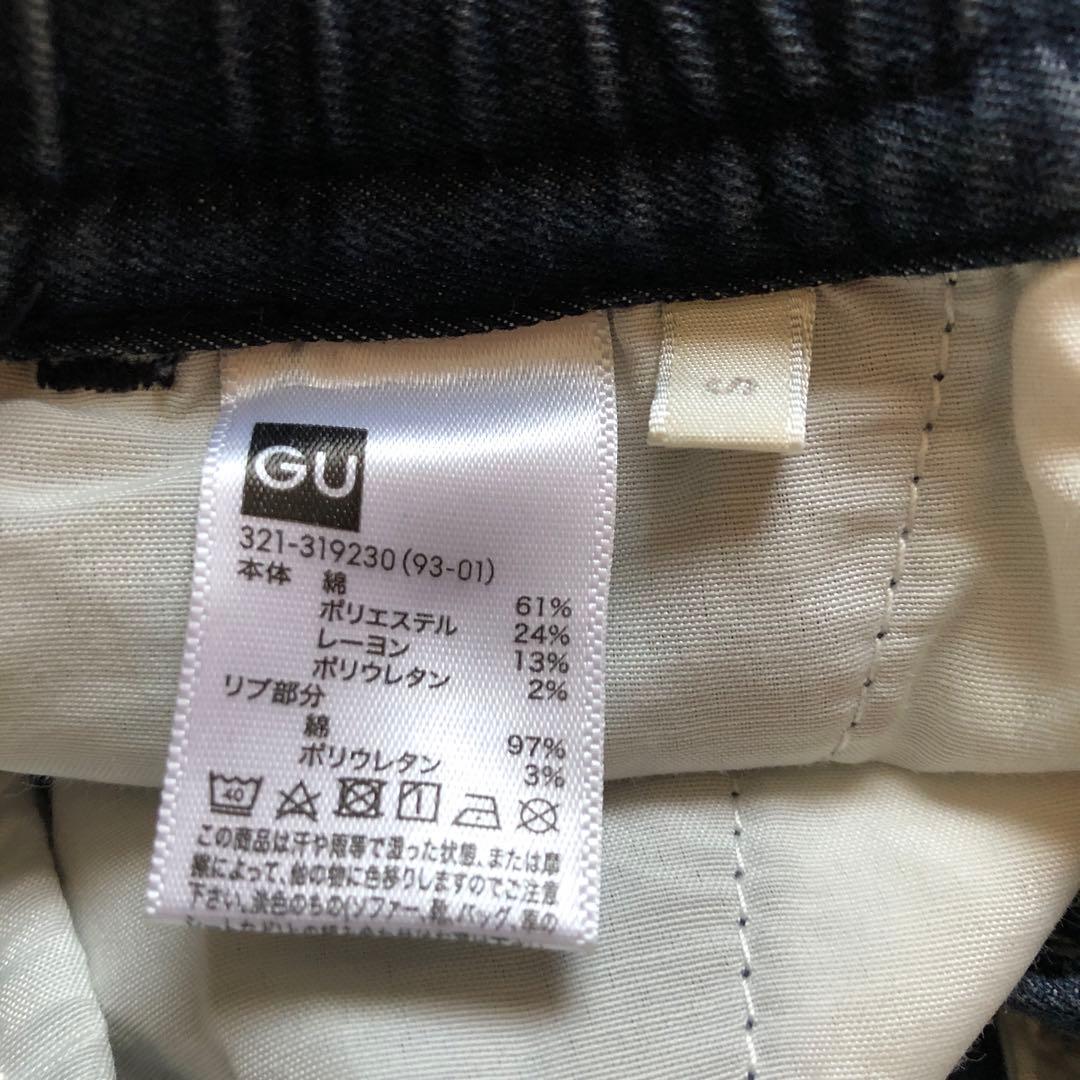 GU
S
321-319230(93-01)
本体 綿 61%
ポリエステル 24%
レーヨン 13%
ポリウレタン 2%
リブ部分
綿 97%
ポリウレタン 3%
40
この商品は汗や雨等で湿った状態、または摩
擦によって、他の物に色移りしますのでご注意
下さい。淡色のもの(ソファー、靴、バッグ、車の